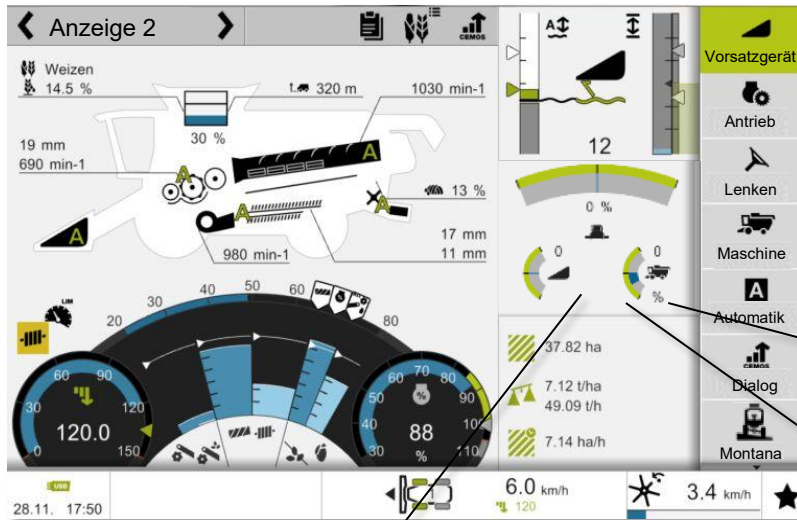 Anzeige 2
CEMOS
Vorsatzgerät
Weizen
14.5 %
320 m
1030 min-1
30 %
19 mm
690 min-1
A
A
A
A
A
13 %
17 mm
11 mm
980 min-1
A
12
0 %
0
0
%
Antrieb
Lenken
Maschine
A
Automatik
CEMOS
Dialog
Montana
LIM
20
30
40
50
60
80
0
30
60
90
120
150
120.0
30
40
50
60
70
80
90
100
110
%
88
%
37.82 ha
7.12 t/ha
49.09 t/h
7.14 ha/h
USB
28.11. 17:50
6.0 km/h
120
3.4 km/h